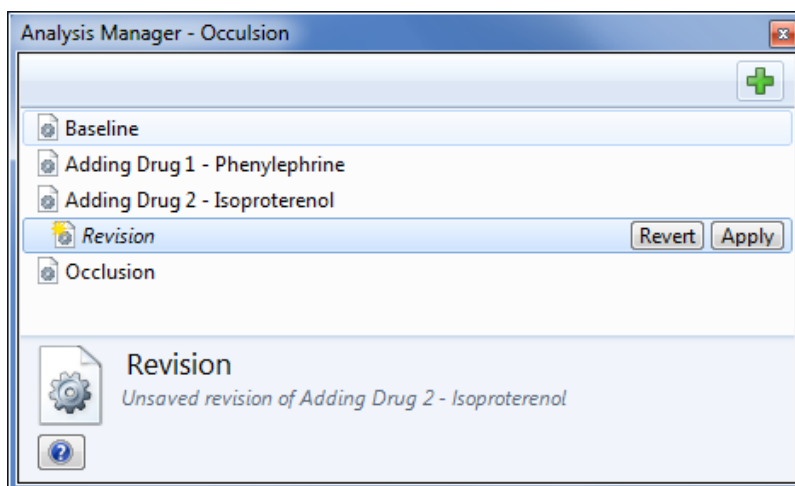 Analysis Manager - Occulsion
Baseline
Adding Drug 1 - Phenylephrine
Adding Drug 2 - Isoproterenol
Revision Revert Apply
Occlusion
Revision
Unsaved revision of Adding Drug 2 - Isoproterenol